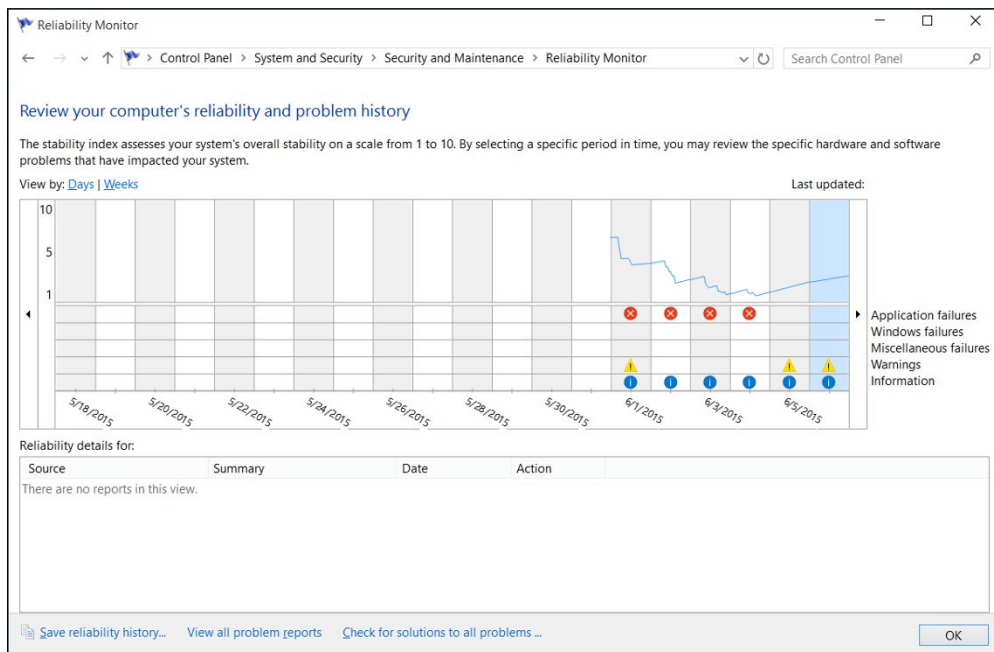 Reliability Monitor
Control Panel > System and Security > Security and Maintenance > Reliability Monitor
Search Control Panel
Review your computer's reliability and problem history
The stability index assesses your system's overall stability on a scale from 1 to 10. By selecting a specific period in time, you may review the specific hardware and software
problems that have impacted your system.
View by: Days | Weeks
Last updated:
10
5
1
Application failures
Windows failures
Miscellaneous failures
Warnings
Information
5/18/2015
5/20/2015
5/22/2015
5/24/2015
5/26/2015
5/28/2015
5/30/2015
6/1/2015
6/3/2015
6/5/2015
Reliability details for:
Source Summary Date Action
There are no reports in this view.
Save reliability history... View all problem reports Check for solutions to all problems ...
OK